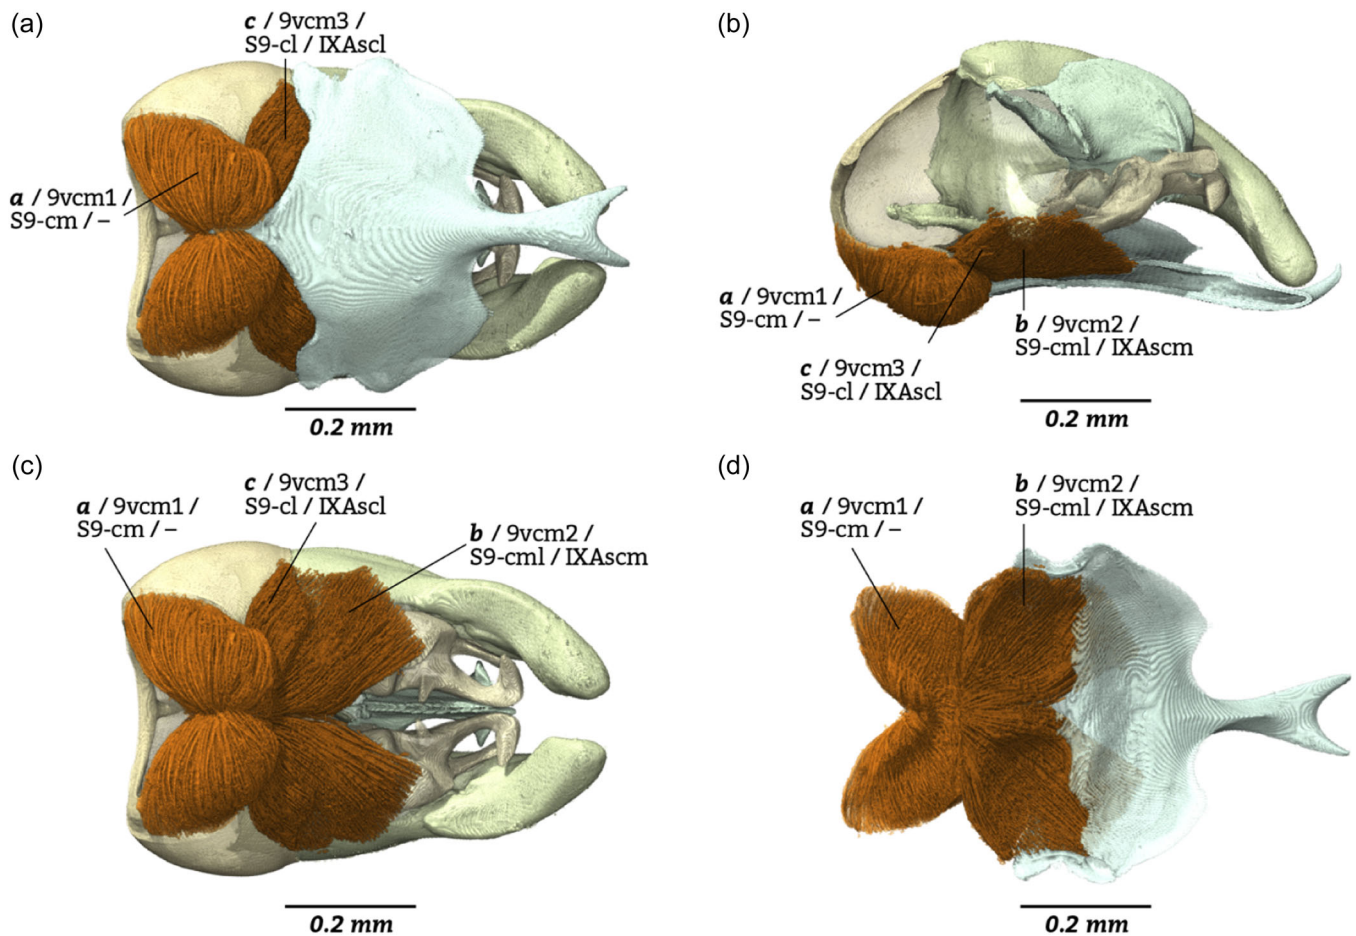 (a)
c / 9vcm3 /
S9-cl / IXAscl
a / 9vcm1 /
S9-cm / –
0.2 mm
(b)
a / 9vcm1 /
S9-cm / –
b / 9vcm2 /
S9-cml / IXAscm
c / 9vcm3 /
S9-cl / IXAscl
0.2 mm
(c)
c / 9vcm3 /
S9-cl / IXAscl
a / 9vcm1 /
S9-cm / –
b / 9vcm2 /
S9-cml / IXAscm
0.2 mm
(d)
b / 9vcm2 /
S9-cml / IXAscm
a / 9vcm1 /
S9-cm / –
0.2 mm